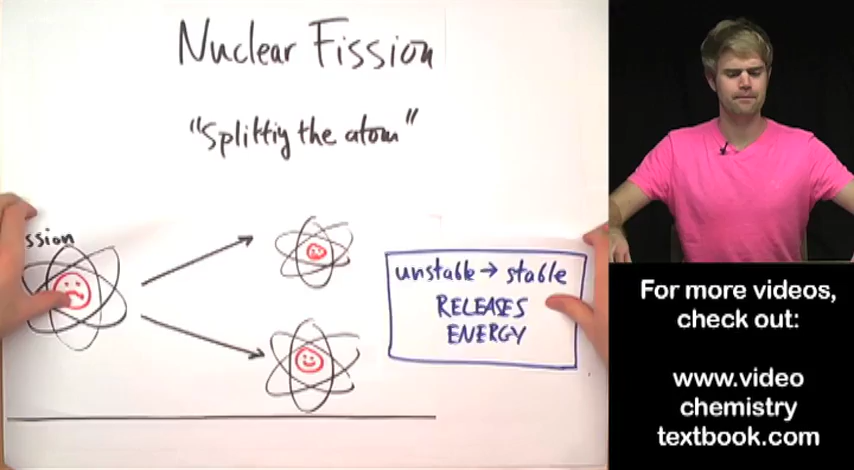 Nuclear Fission
"Splittiy the atom"
ssion
unstable → stable
RELEASES
ENERGY
For more videos,
check out:
www.video
chemistry
textbook.com